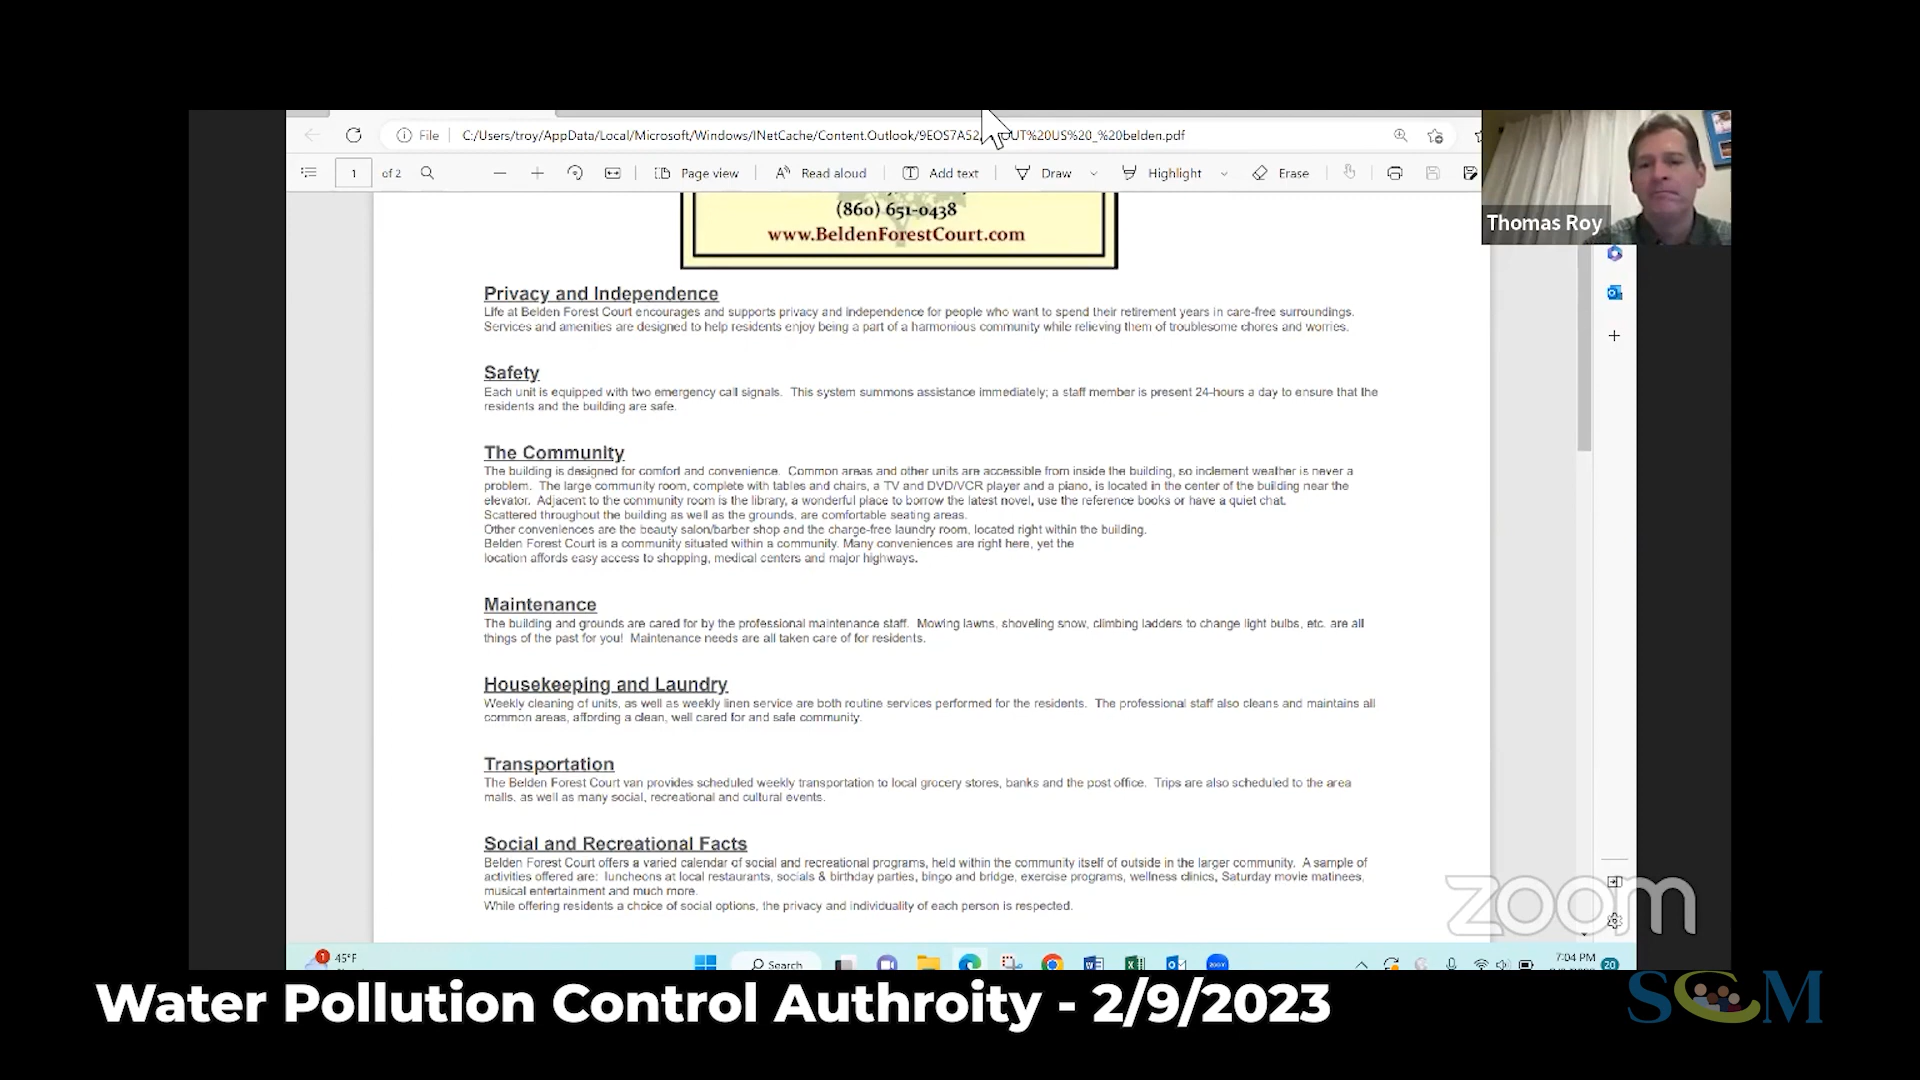 File
C:/Users/troy/AppData/Local/Microsoft/Windows/INetCache/Content.Outlook/9EOS7A52 UT%20US%20_%20belden.pdf
1 of 2
Page view
Read aloud
Add text
Draw
Highlight
Erase
Thomas Roy
(860) 651-0438
www.BeldenForestCourt.com
Privacy and Independence
Life at Belden Forest Court encourages and supports privacy and independence for people who want to spend their retirement years in care-free surroundings.
Services and amenities are designed to help residents enjoy being a part of a harmonious community while relieving them of troublesome chores and worries.
Safety
Each unit is equipped with two emergency call signals. This system summons assistance immediately; a staff member is present 24-hours a day to ensure that the
residents and the building are safe.
The Community
The building is designed for comfort and convenience. Common areas and other units are accessible from inside the building, so inclement weather is never a
problem. The large community room, complete with tables and chairs, a TV and DVD/VCR player and a piano, is located in the center of the building near the
elevator. Adjacent to the community room is the library, a wonderful place to borrow the latest novel, use the reference books or have a quiet chat.
Scattered throughout the building as well as the grounds, are comfortable seating areas.
Other conveniences are the beauty salon/barber shop and the charge-free laundry room, located right within the building.
Belden Forest Court is a community situated within a community. Many conveniences are right here, yet the
location affords easy access to shopping, medical centers and major highways.
Maintenance
The building and grounds are cared for by the professional maintenance staff. Mowing lawns, shoveling snow, climbing ladders to change light bulbs, etc. are all
things of the past for you! Maintenance needs are all taken care of for residents.
Housekeeping and Laundry
Weekly cleaning of units, as well as weekly linen service are both routine services performed for the residents. The professional staff also cleans and maintains all
common areas, affording a clean, well cared for and safe community.
Transportation
The Belden Forest Court van provides scheduled weekly transportation to local grocery stores, banks and the post office. Trips are also scheduled to the area
malls, as well as many social, recreational and cultural events.
Social and Recreational Facts
Belden Forest Court offers a varied calendar of social and recreational programs, held within the community itself of outside in the larger community. A sample of
activities offered are: luncheons at local restaurants, socials & birthday parties, bingo and bridge, exercise programs, wellness clinics, Saturday movie matinees,
musical entertainment and much more.
While offering residents a choice of social options, the privacy and individuality of each person is respected.
zoom
1
45°F
Search
zoom
7:04 PM
20
Water Pollution Control Authroity - 2/9/2023
SCM